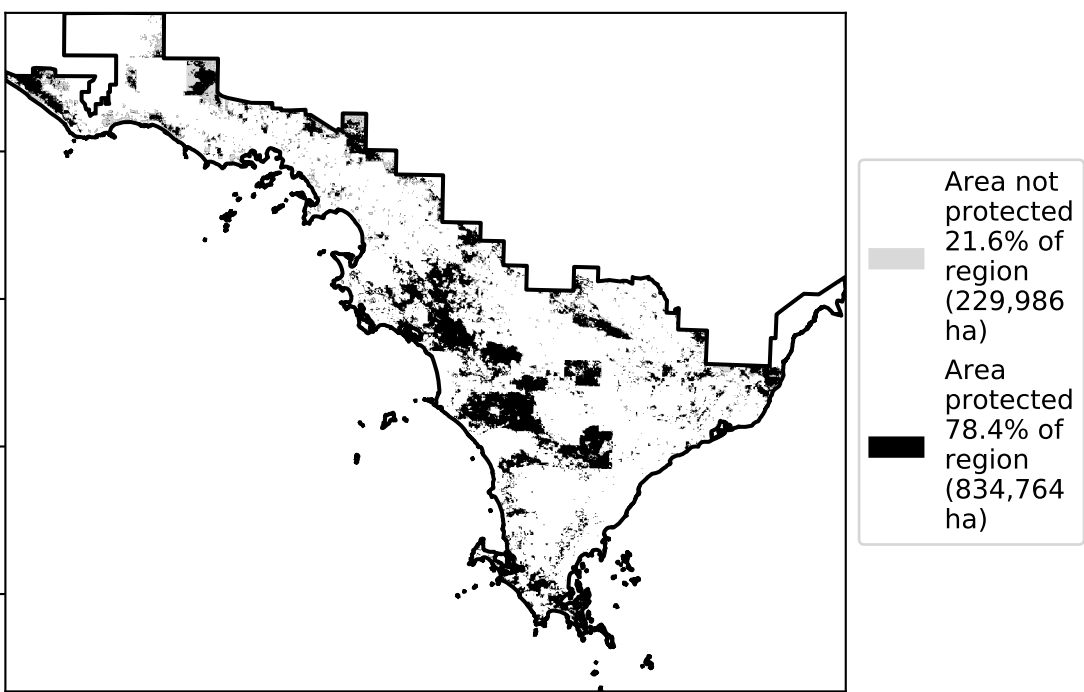 Area not
protected
21.6% of
region
(229,986
ha)
Area
protected
78.4% of
region
(834,764
ha)